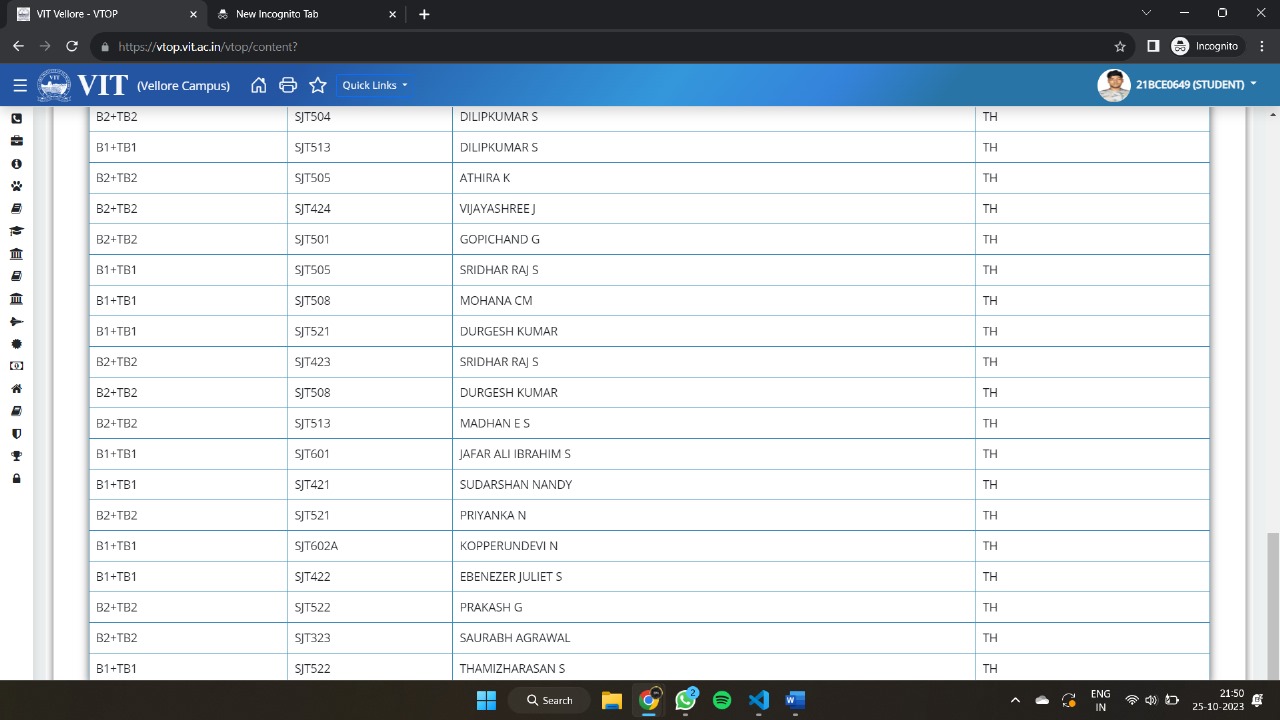 VIT Vellore - VTOP
New Incognito Tab
https://vtop.vit.ac.in/vtop/content?
Incognito
VIT (Vellore Campus) Quick Links
21BCE0649 (STUDENT)
B2+TB2 SJT504 DILIPKUMAR S TH
B1+TB1 SJT513 DILIPKUMAR S TH
B2+TB2 SJT505 ATHIRA K TH
B2+TB2 SJT424 VIJAYASHREE J TH
B2+TB2 SJT501 GOPICHAND G TH
B1+TB1 SJT505 SRIDHAR RAJ S TH
B1+TB1 SJT508 MOHANA CM TH
B1+TB1 SJT521 DURGESH KUMAR TH
B2+TB2 SJT423 SRIDHAR RAJ S TH
B2+TB2 SJT508 DURGESH KUMAR TH
B2+TB2 SJT513 MADHAN E S TH
B1+TB1 SJT601 JAFAR ALI IBRAHIM S TH
B1+TB1 SJT421 SUDARSHAN NANDY TH
B2+TB2 SJT521 PRIYANKA N TH
B1+TB1 SJT602A KOPPERUNDEVI N TH
B1+TB1 SJT422 EBENEZER JULIET S TH
B2+TB2 SJT522 PRAKASH G TH
B2+TB2 SJT323 SAURABH AGRAWAL TH
B1+TB1 SJT522 THAMIZHARASAN S TH
Search
2
ENG
IN
21:50
25-10-2023